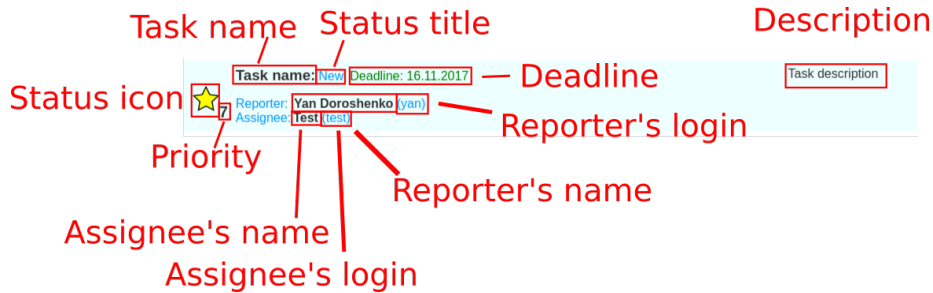 Task name Status title Description
Task name: New Deadline: 16.11.2017 Deadline Task description
Status icon
7 Reporter: Yan Doroshenko (yan)
Assignee: Test (test) Reporter's login
Priority
Reporter's name
Assignee's name
Assignee's login